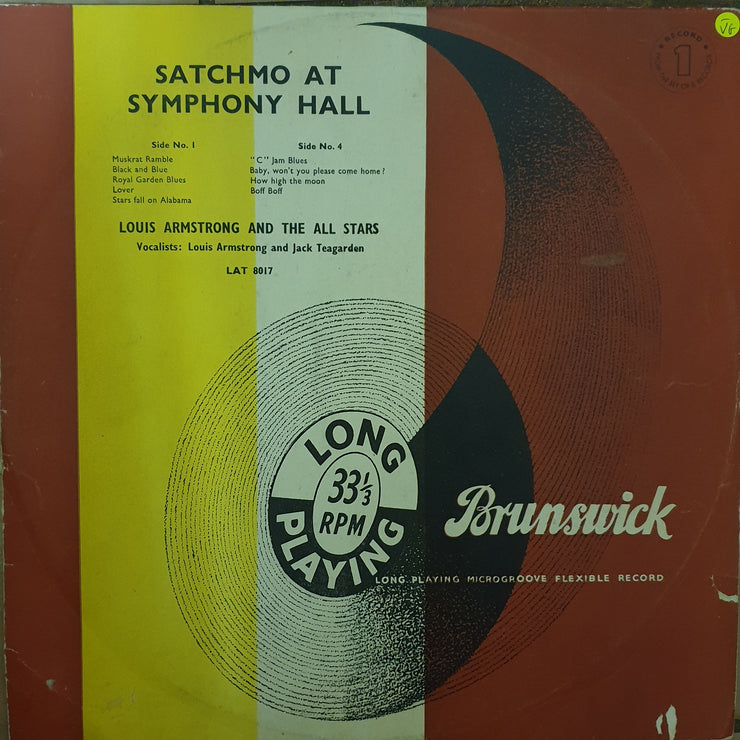 VG
RECORD
1
SATCHMO AT
SYMPHONY HALL
Side No. 1
Muskrat Ramble
Black and Blue
Royal Garden Blues
Lover
Stars fall on Alabama
Side No. 4
"C" Jam Blues
Baby, won't you please come home?
How high the moon
Boff Boff
LOUIS ARMSTRONG AND THE ALL STARS
Vocalists: Louis Armstrong and Jack Teagarden
LAT 8017
LONG
33 1/3
RPM
PLAYING
Brunswick
LONG PLAYING MICROGROOVE FLEXIBLE RECORD